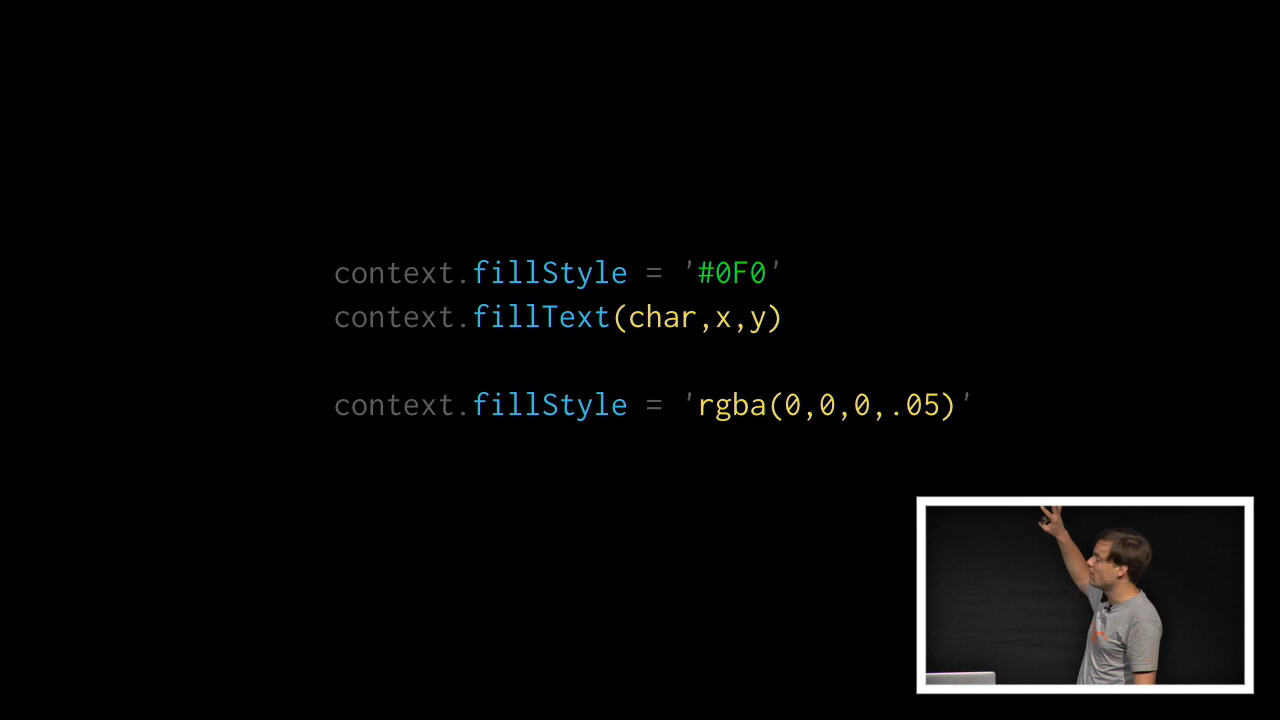 context.fillStyle = '#0F0'
context.fillText(char,x,y)
context.fillStyle = 'rgba(0,0,0,.05)'